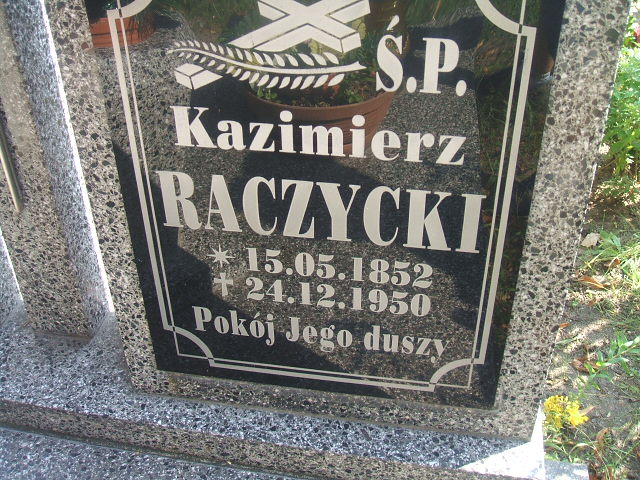 Ś.P.
Kazimierz
RACZYCKI
* 15.05.1852
† 24.12.1950
Pokój Jego duszy